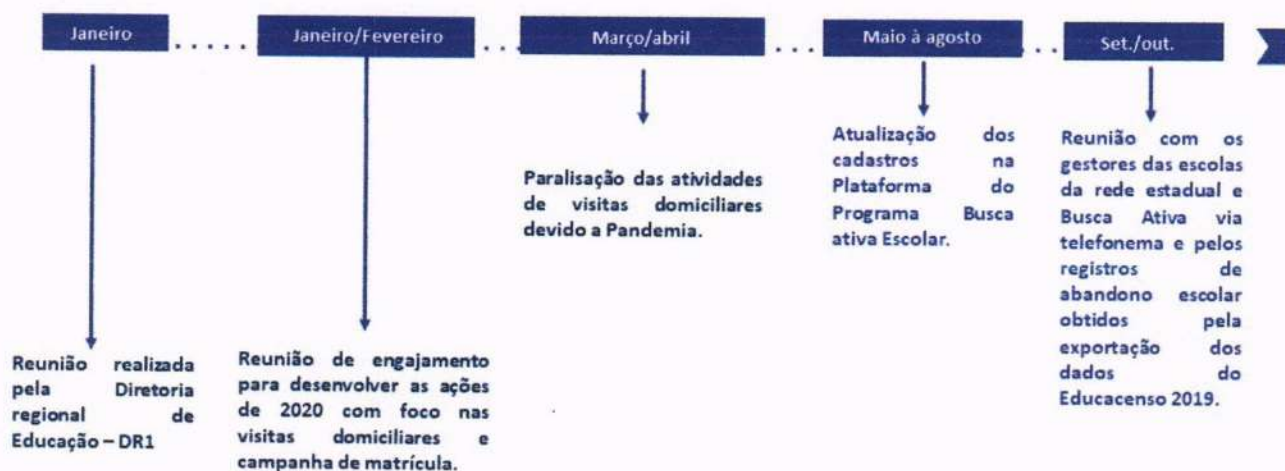 Janeiro
Janeiro/Fevereiro
Março/abril
Maio à agosto
Set./out.
Reunião realizada
pela Diretoria
regional de
Educação – DR1
Reunião de engajamento
para desenvolver as ações
de 2020 com foco nas
visitas domiciliares e
campanha de matrícula.
Paralisação das atividades
de visitas domiciliares
devido a Pandemia.
Atualização dos
cadastros na
Plataforma do
Programa Busca
ativa Escolar.
Reunião com os
gestores das escolas
da rede estadual e
Busca Ativa via
telefonema e pelos
registros de
abandono escolar
obtidos pela
exportação dos
dados do
Educacenso 2019.